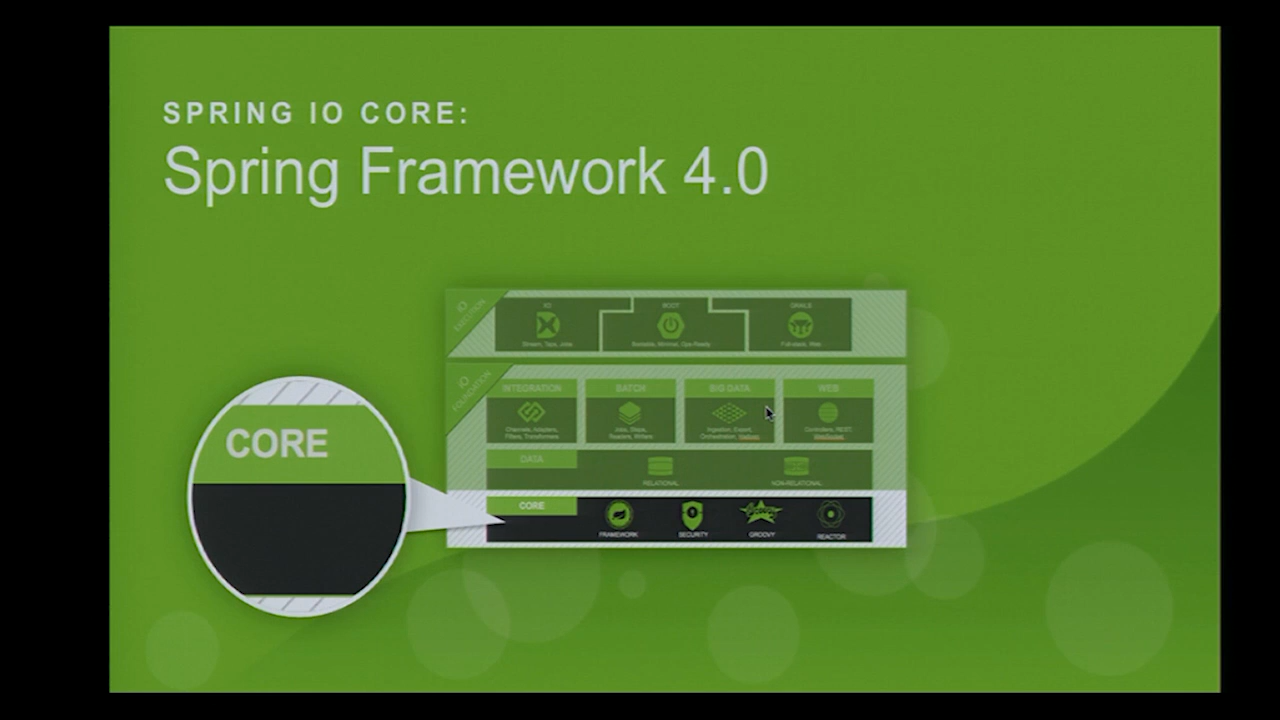 SPRING IO CORE:
Spring Framework 4.0
IO
EXECUTION
XD
BOOT
GRAILS
Stream, Taps, Jobs
Bootable, Minimal, Ops-Ready
Full-stack, Web
IO
FOUNDATION
INTEGRATION
BATCH
BIG DATA
WEB
Channels, Adapters,
Filters, Transformers
Jobs, Steps,
Readers, Writers
Ingestion, Export,
Orchestration, Hadoop
Controllers, REST,
WebSocket
DATA
RELATIONAL
NON-RELATIONAL
CORE
CORE
FRAMEWORK
SECURITY
Groovy
GROOVY
REACTOR